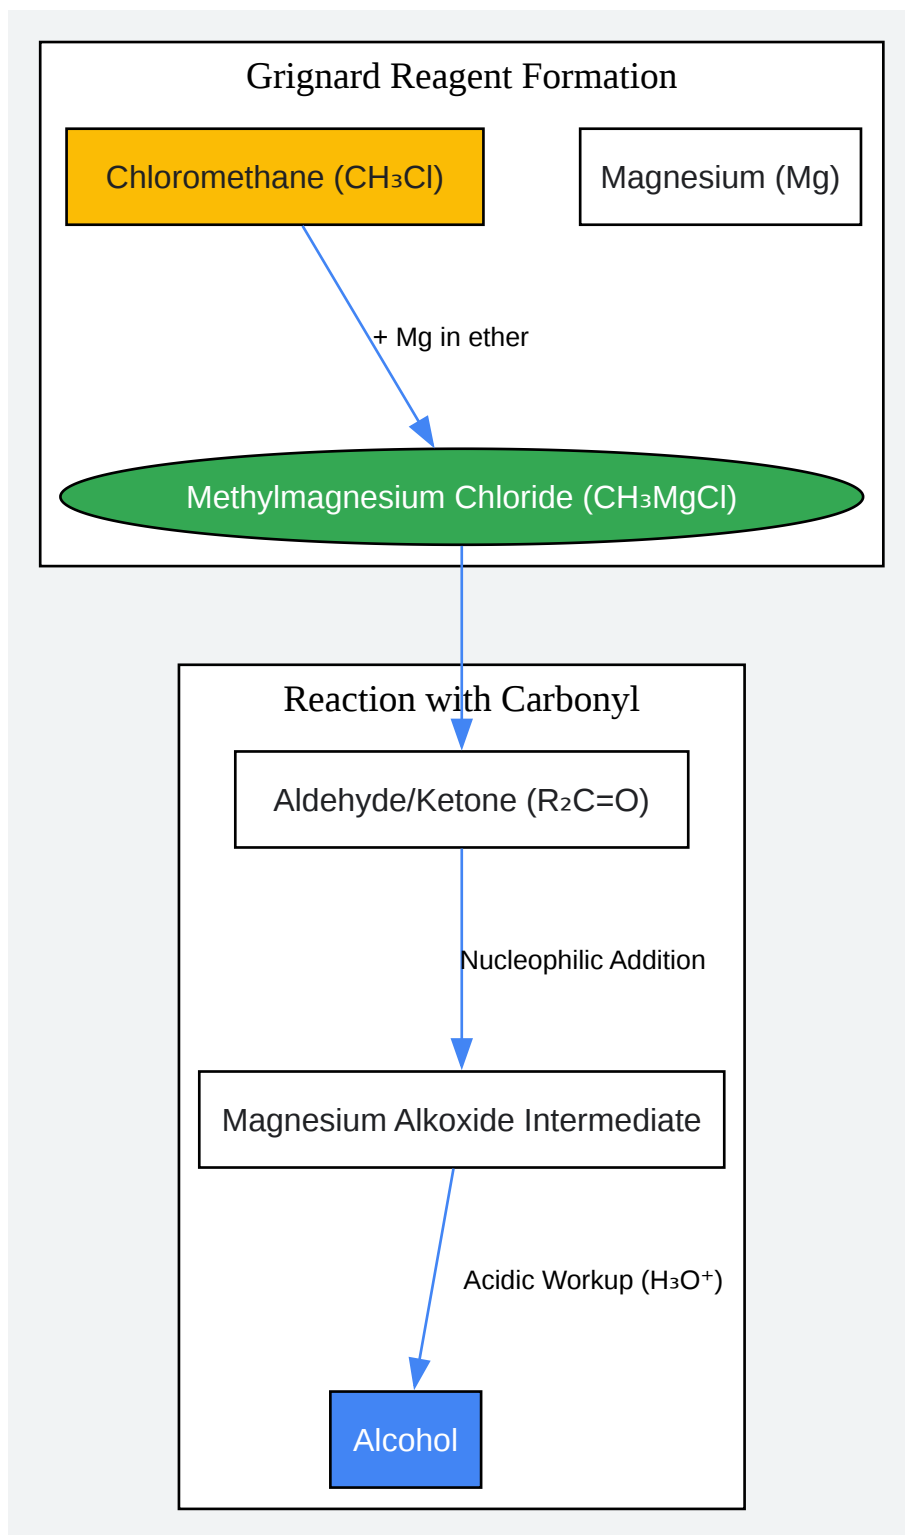 Grignard Reagent Formation
Chloromethane (CH₃Cl)
Magnesium (Mg)
+ Mg in ether
Methylmagnesium Chloride (CH₃MgCl)
Reaction with Carbonyl
Aldehyde/Ketone (R₂C=O)
Nucleophilic Addition
Magnesium Alkoxide Intermediate
Acidic Workup (H₃O⁺)
Alcohol